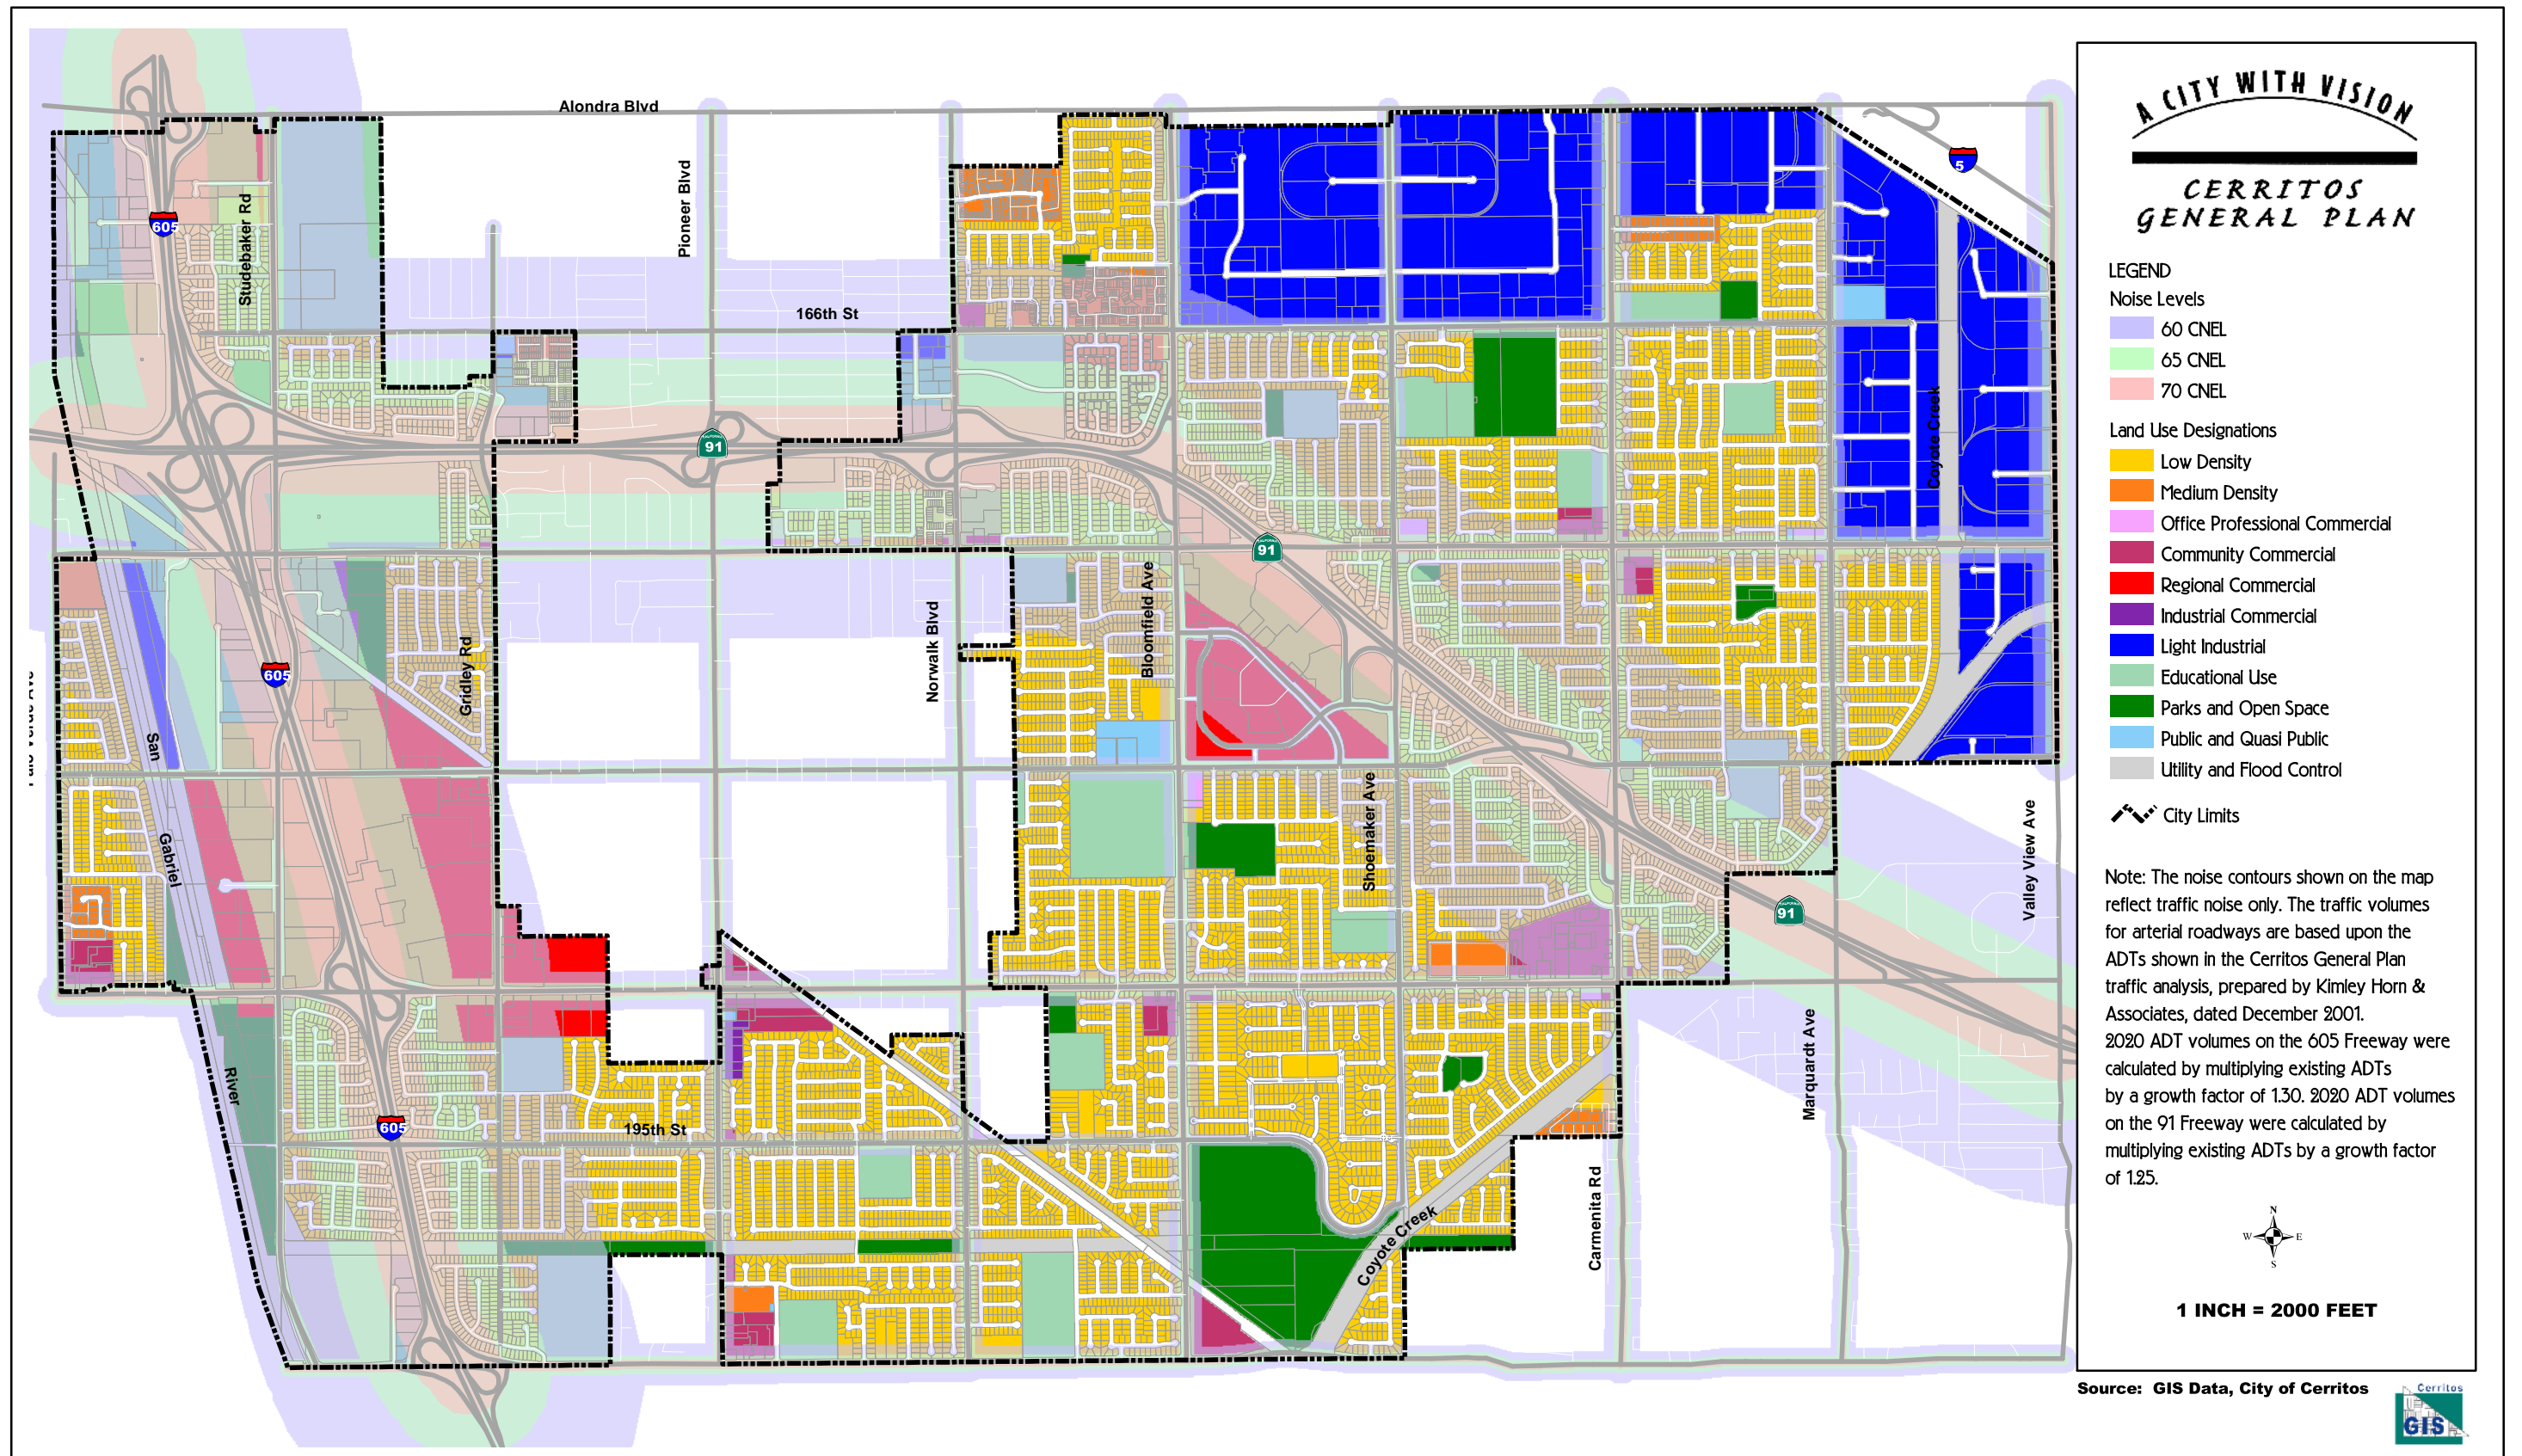 A CITY WITH VISION
CERRITOS
GENERAL PLAN
LEGEND
Noise Levels
60 CNEL
65 CNEL
70 CNEL
Land Use Designations
Low Density
Medium Density
Office Professional Commercial
Community Commercial
Regional Commercial
Industrial Commercial
Light Industrial
Educational Use
Parks and Open Space
Public and Quasi Public
Utility and Flood Control
City Limits
Note: The noise contours shown on the map
reflect traffic noise only. The traffic volumes
for arterial roadways are based upon the
ADTs shown in the Cerritos General Plan
traffic analysis, prepared by Kimley Horn &
Associates, dated December 2001.
2020 ADT volumes on the 605 Freeway were
calculated by multiplying existing ADTs
by a growth factor of 1.30. 2020 ADT volumes
on the 91 Freeway were calculated by
multiplying existing ADTs by a growth factor
of 1.25.
N
W E
S
1 INCH = 2000 FEET
Source: GIS Data, City of Cerritos
Cerritos
GIS
Alondra Blvd
5
605
Studebaker Rd
Pioneer Blvd
166th St
91
Coyote Creek
91
Bloomfield Ave
Norwalk Blvd
Gridley Rd
605
San
Gabriel
River
Shoemaker Ave
Valley View Ave
91
Marquardt Ave
605
195th St
Carmenita Rd
Coyote Creek